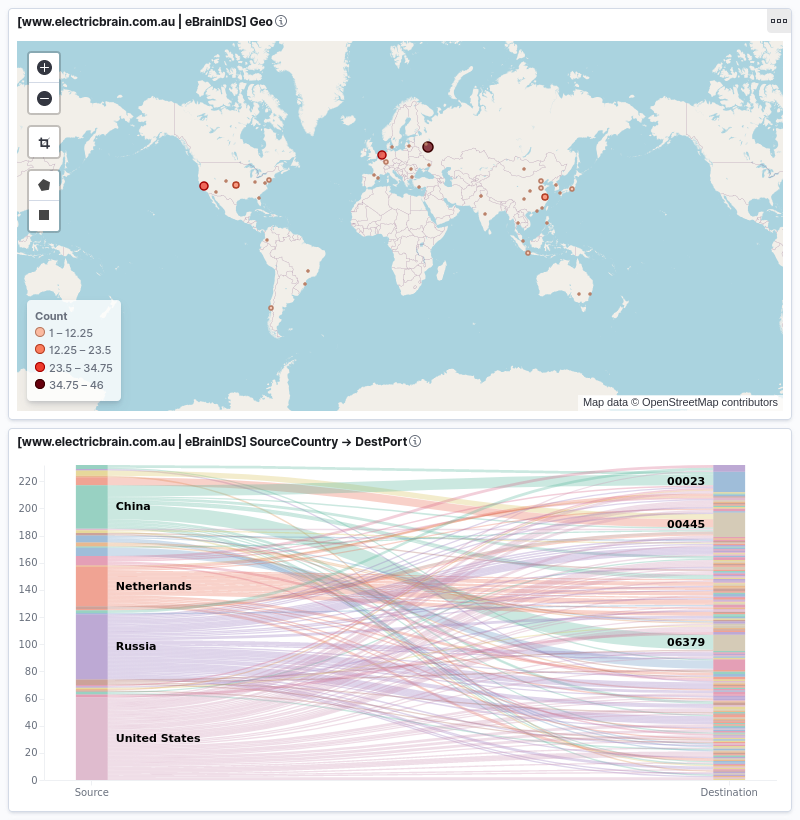 [www.electricbrain.com.au | eBrainIDS] Geo
Count
1 – 12.25
12.25 – 23.5
23.5 – 34.75
34.75 – 46
Map data © OpenStreetMap contributors
[www.electricbrain.com.au | eBrainIDS] SourceCountry → DestPort
220
200
180
160
140
120
100
80
60
40
20
0
China
Netherlands
Russia
United States
00023
00445
06379
Source
Destination